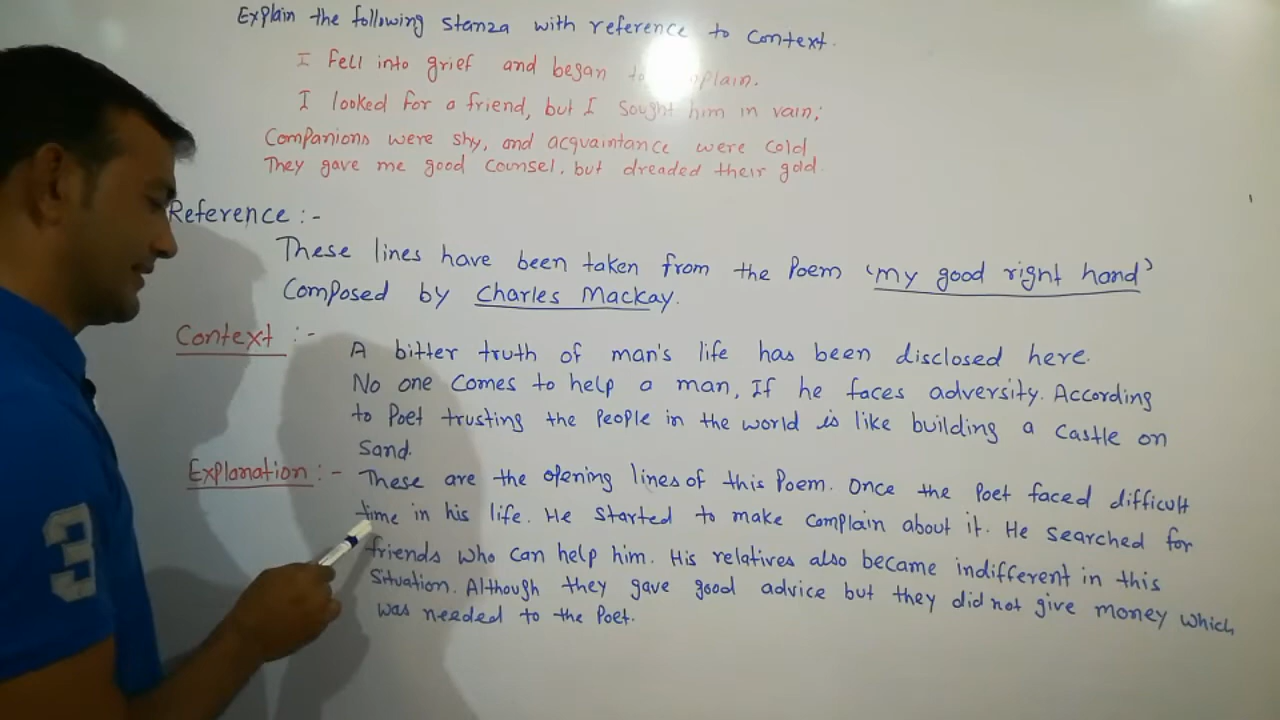 Explain the following stanza with reference to context.
I fell into grief and began to plain.
I looked for a friend, but I sought him in vain;
Companions were shy, and acquaintance were cold
They gave me good counsel, but dreaded their gold.
Reference :-
These lines have been taken from the Poem 'my good right hand'
Composed by Charles Mackay.
Context :-
A bitter truth of man's life has been disclosed here.
No one comes to help a man, If he faces adversity. According
to Poet trusting the People in the world is like building a castle on
Sand.
Explanation :-
These are the opening lines of this Poem. Once the Poet faced difficult
time in his life. He started to make complain about it. He searched for
friends who can help him. His relatives also became indifferent in this
Situation. Although they gave good advice but they did not give money which
was needed to the Poet.
3